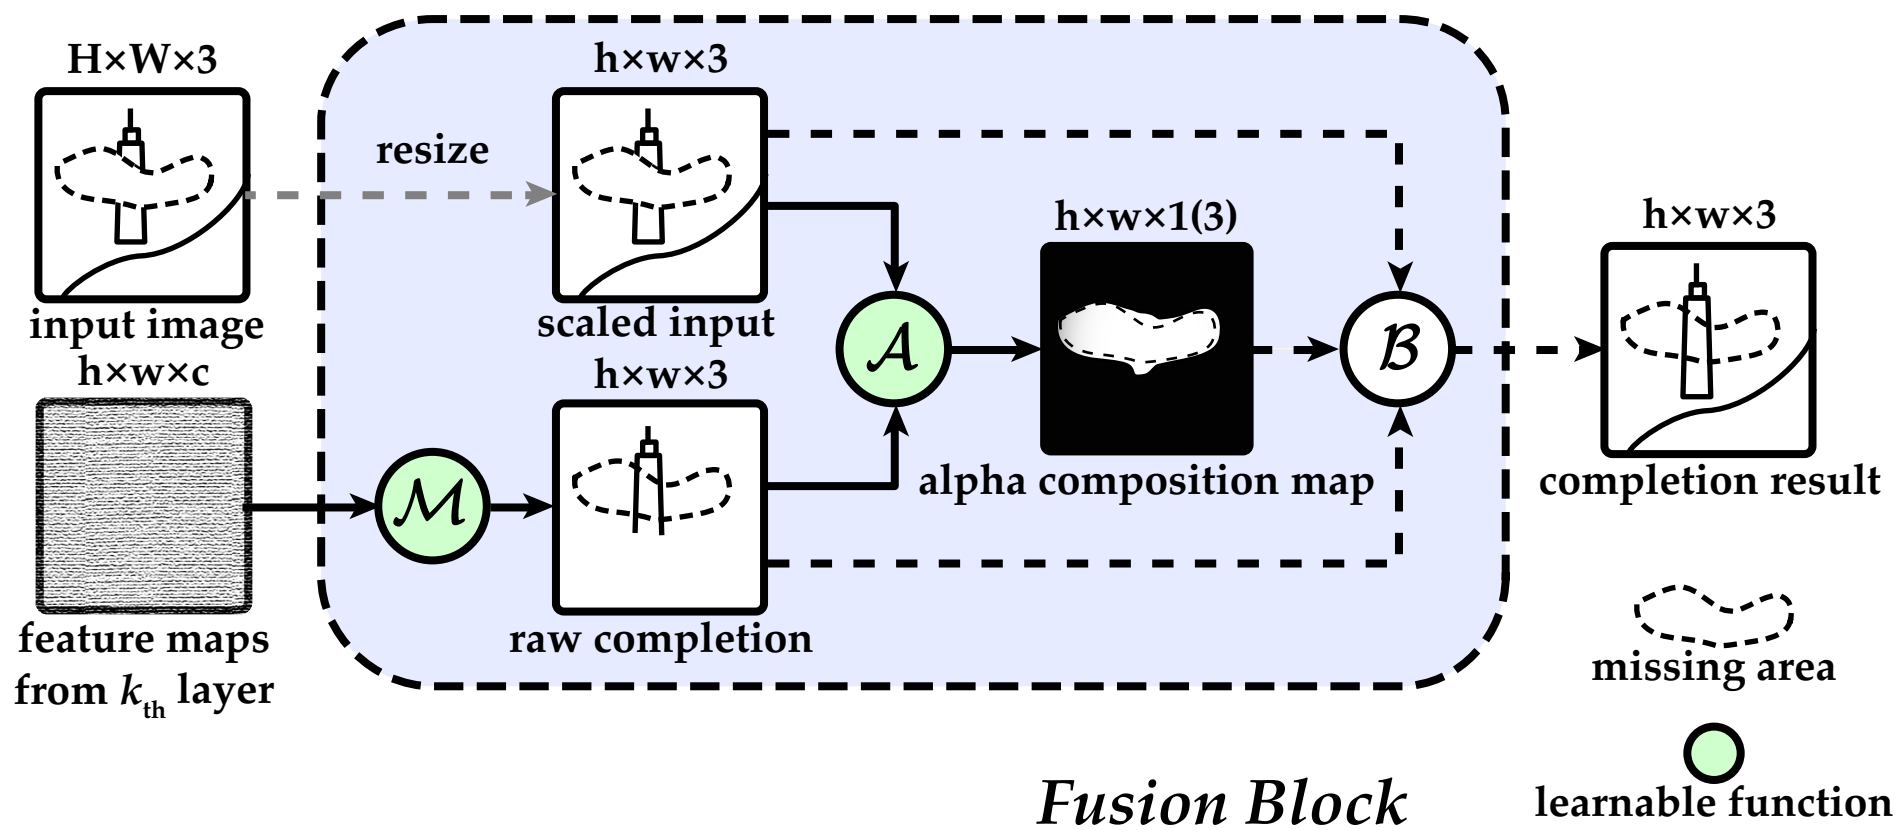 H×W×3
input image
h×w×c
feature maps
from kth layer
resize
h×w×3
scaled input
h×w×3
raw completion
M
A
h×w×1(3)
alpha composition map
B
h×w×3
completion result
missing area
learnable function
Fusion Block